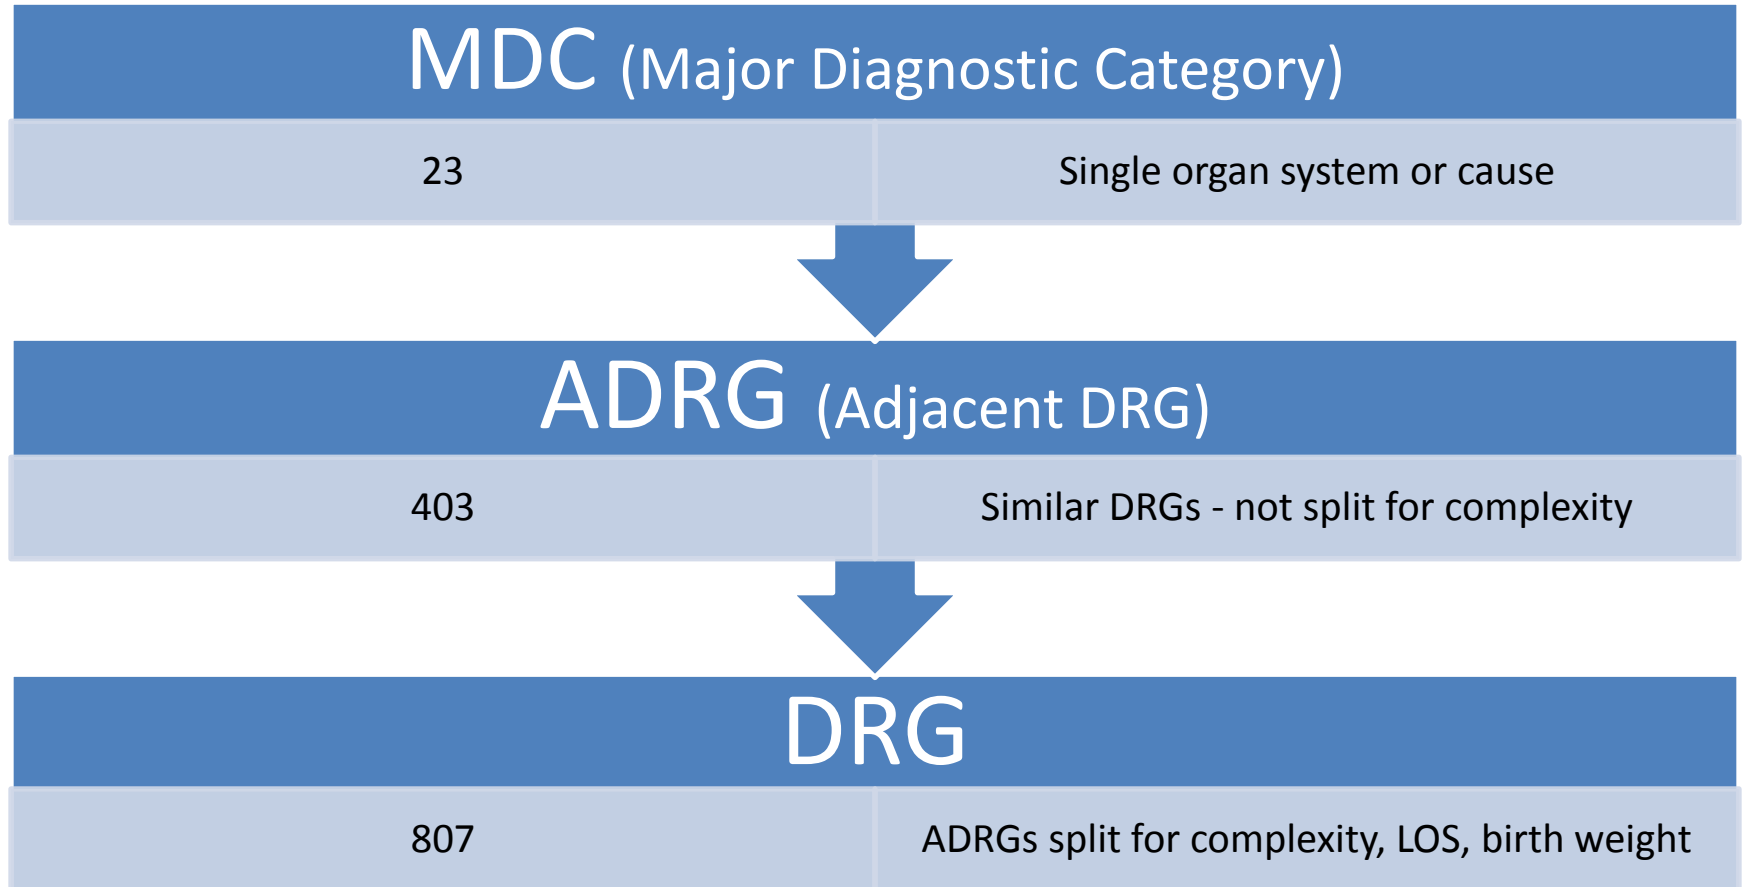 MDC (Major Diagnostic Category)
23
Single organ system or cause
ADRG (Adjacent DRG)
403
Similar DRGs - not split for complexity
DRG
807
ADRGs split for complexity, LOS, birth weight